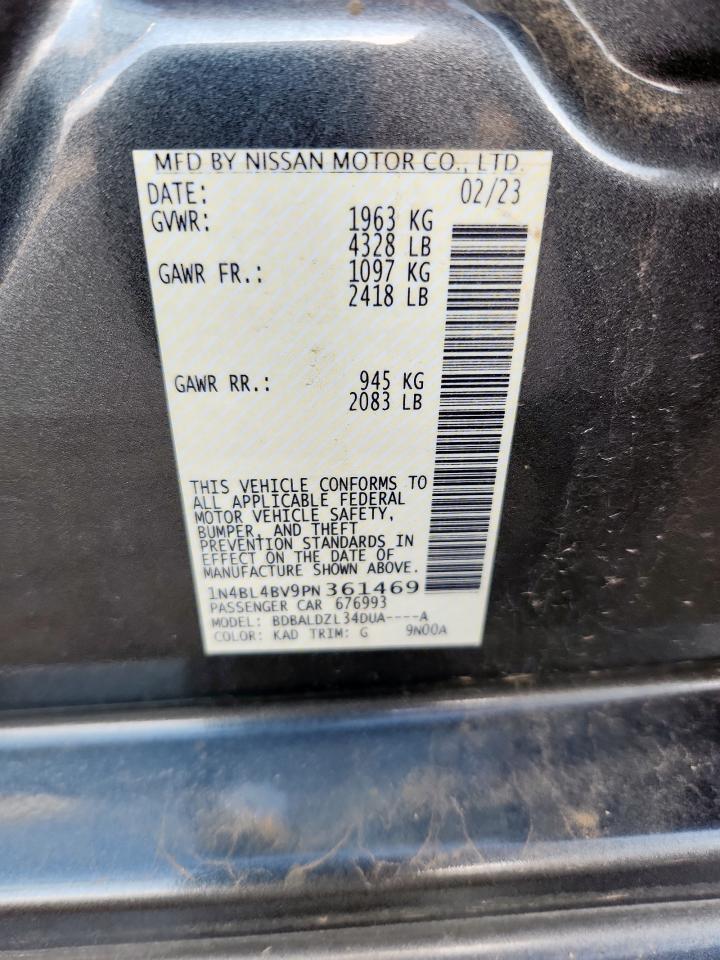 MFD BY NISSAN MOTOR CO., LTD.
DATE: 02/23
GVWR: 1963 KG
4328 LB
GAWR FR.: 1097 KG
2418 LB
GAWR RR.: 945 KG
2083 LB
THIS VEHICLE CONFORMS TO
ALL APPLICABLE FEDERAL
MOTOR VEHICLE SAFETY,
BUMPER, AND THEFT
PREVENTION STANDARDS IN
EFFECT ON THE DATE OF
MANUFACTURE SHOWN ABOVE.
1N4BL4BV9PN361469
PASSENGER CAR 676993
MODEL: BDBALDZL34DUA----A
COLOR: KAD TRIM: G 9N00A